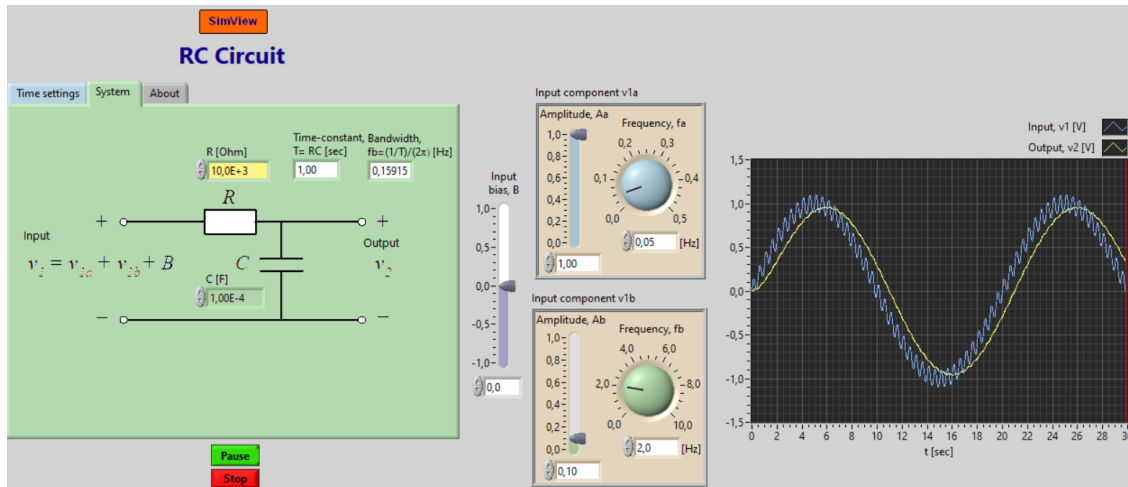 SimView
RC Circuit
Time settings
System
About
R [Ohm]
10,0E+3
Time-constant,
T= RC [sec]
1,00
Bandwidth,
fb=(1/T)/(2π) [Hz]
0,15915
R
+
+
Input
v1 = v1a + v1b + B
C
Output
v2
C [F]
1,00E-4
−
−
Pause
Stop
Input
bias, B
1,0
0,5
0,0
-0,5
-1,0
0,0
Input component v1a
Amplitude, Aa
1,0
0,8
0,6
0,4
0,2
0,0
1,00
Frequency, fa
0,0
0,1
0,2
0,3
0,4
0,5
0,05
[Hz]
Input component v1b
Amplitude, Ab
1,0
0,8
0,6
0,4
0,2
0,0
0,10
Frequency, fb
0,0
2,0
4,0
6,0
8,0
10,0
2,0
[Hz]
Input, v1 [V]
Output, v2 [V]
1,5
1,0
0,5
0,0
-0,5
-1,0
-1,5
0 2 4 6 8 10 12 14 16 18 20 22 24 26 28 30
t [sec]